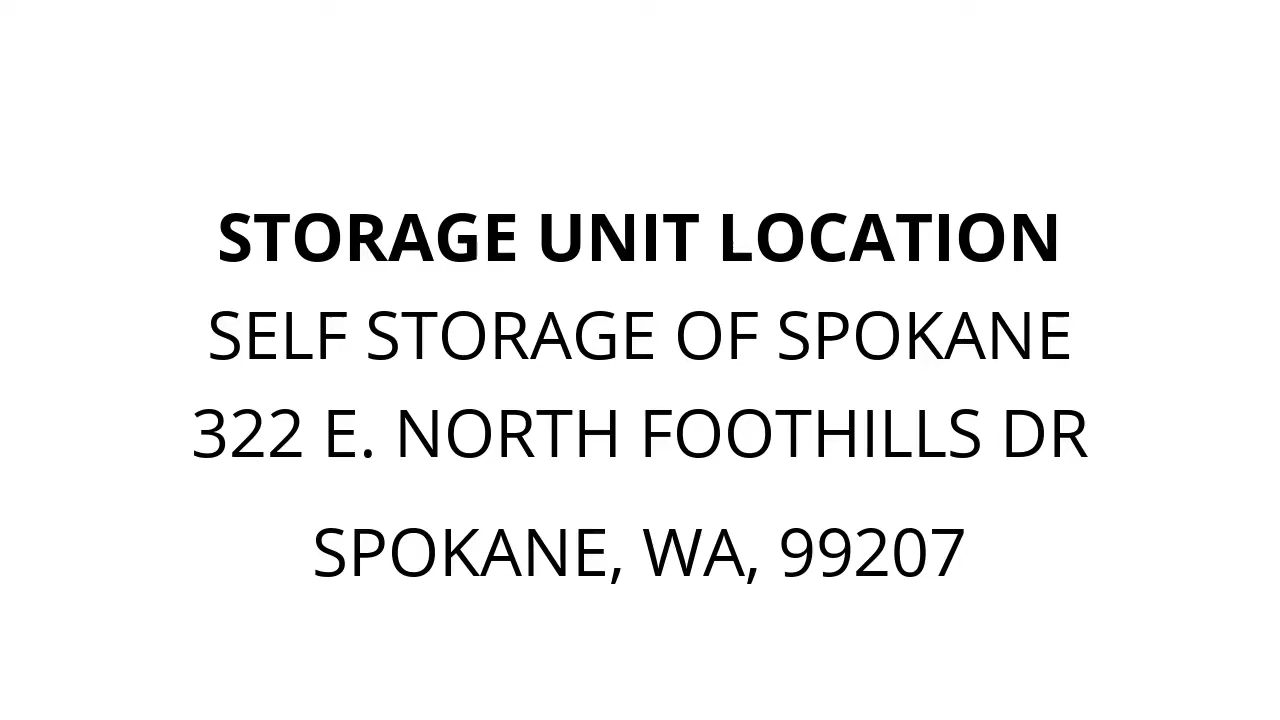 STORAGE UNIT LOCATION
SELF STORAGE OF SPOKANE
322 E. NORTH FOOTHILLS DR
SPOKANE, WA, 99207